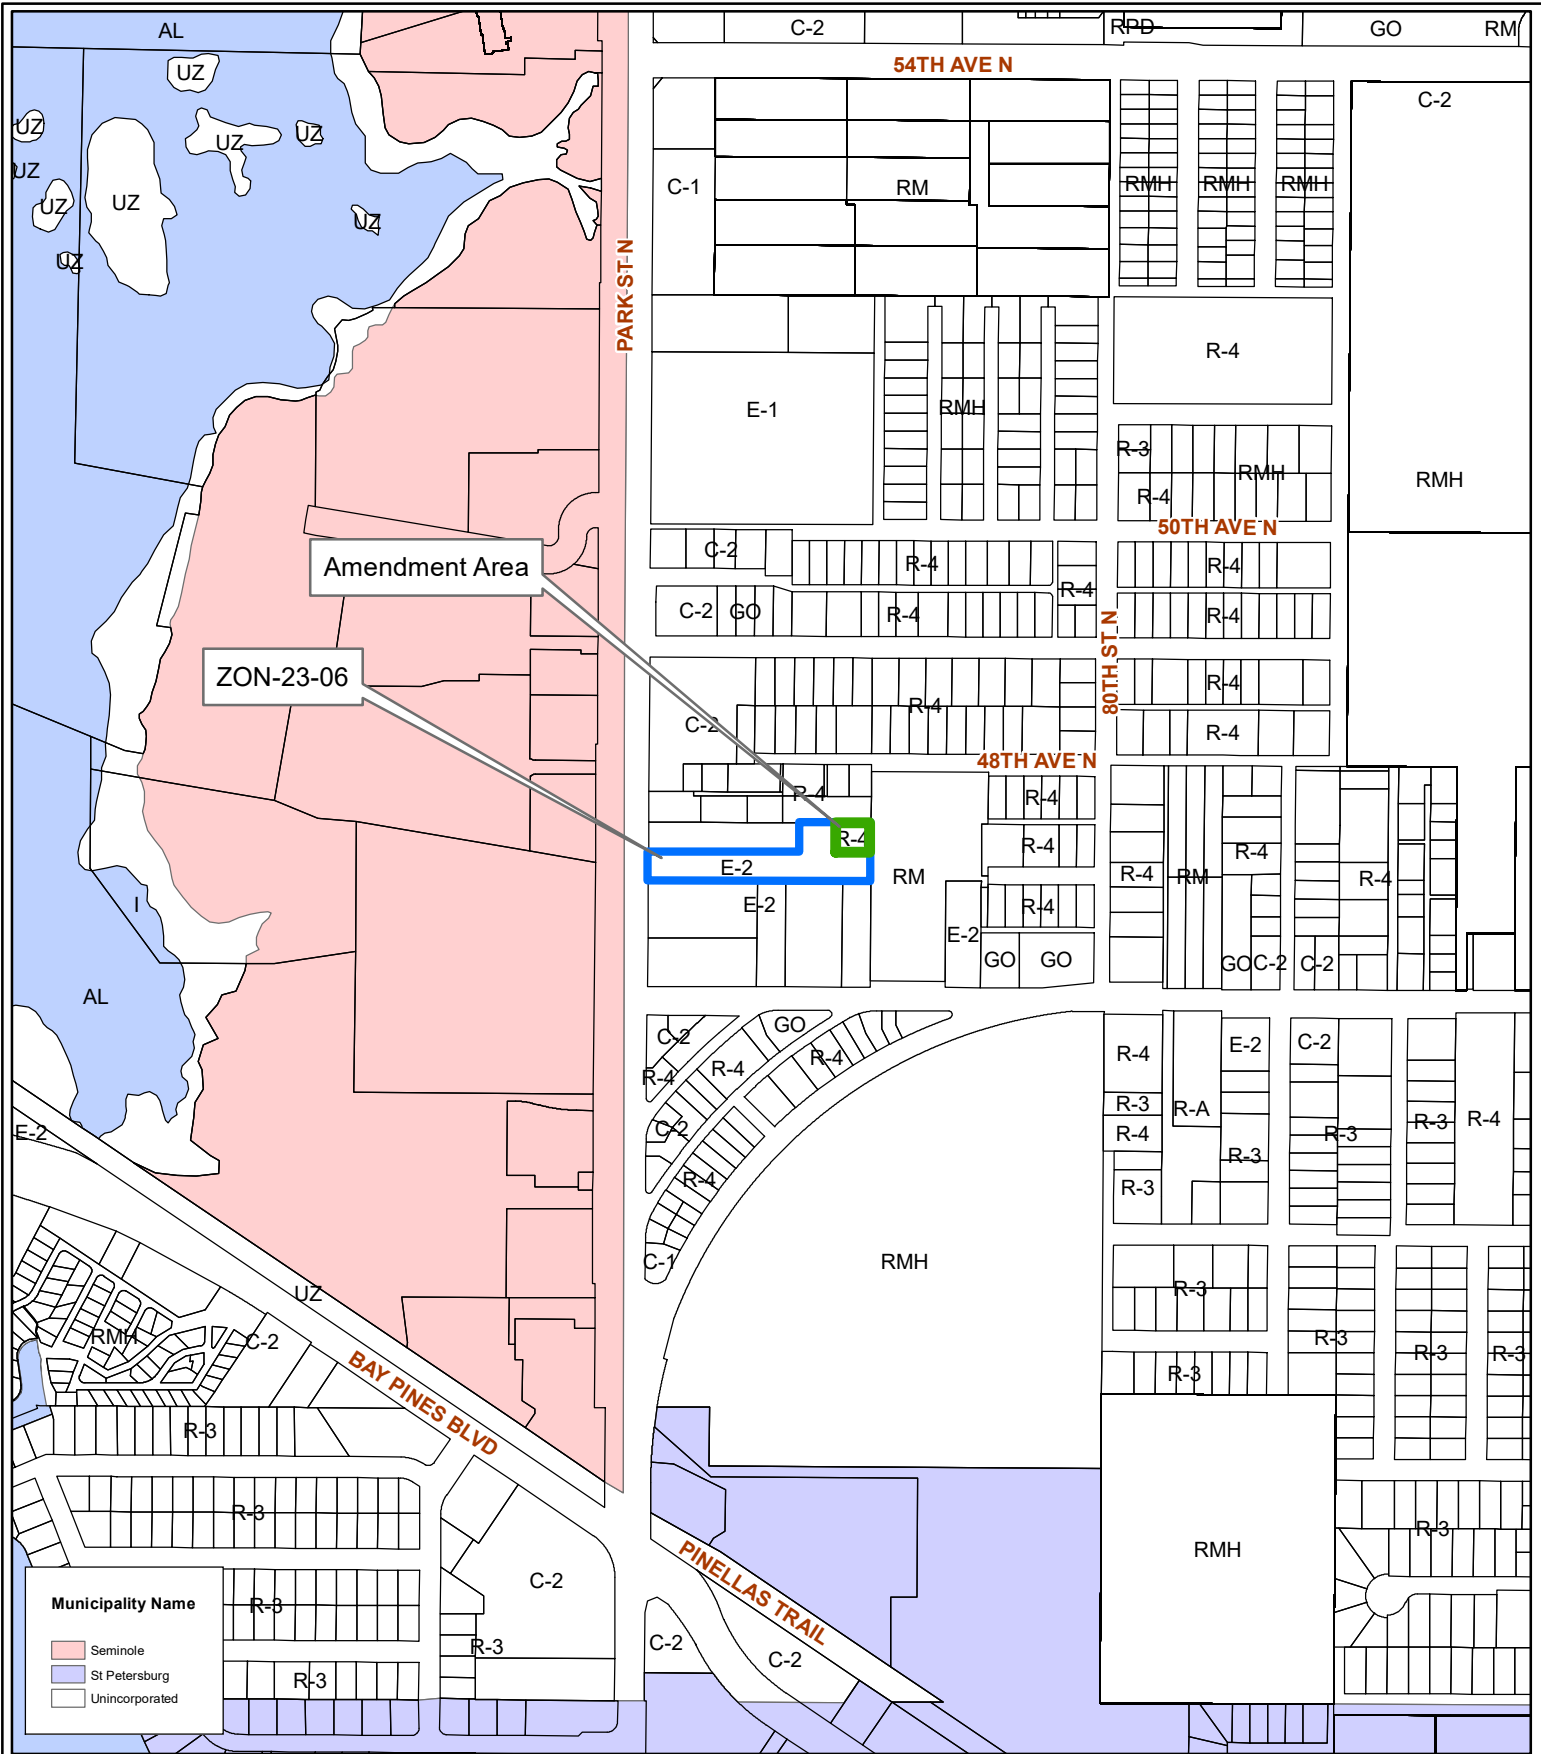 AL
C-2
RPD
GO
RM
54TH AVE N
UZ
C-2
UZ
UZ
UZ
UZ
C-1
RM
RMH
RMH
RMH
UZ
UZ
UZ
UZ
PARK ST N
R-4
E-1
RMH
R-3
RMH
RMH
R-4
50TH AVE N
C-2
R-4
R-4
Amendment Area
R-4
C-2
GO
R-4
R-4
80TH ST N
ZON-23-06
R-4
R-4
C-2
R-4
48TH AVE N
R-4
R-4
R-4
R-4
R-4
E-2
RM
R-4
RM
R-4
R-4
I
E-2
R-4
E-2
GO
GO
GO
C-2
C-2
AL
C-2
GO
R-4
E-2
C-2
R-4
R-4
R-4
R-3
R-A
C-2
R-4
R-3
R-3
R-4
E-2
R-3
R-4
R-3
C-1
RMH
R-3
UZ
RMH
C-2
R-3
R-3
R-3
BAY PINES BLVD
R-3
R-3
R-3
R-3
RMH
PINELLAS TRAIL
C-2
Municipality Name
R-3
R-3
C-2
C-2
Seminole
R-3
St Petersburg
Unincorporated